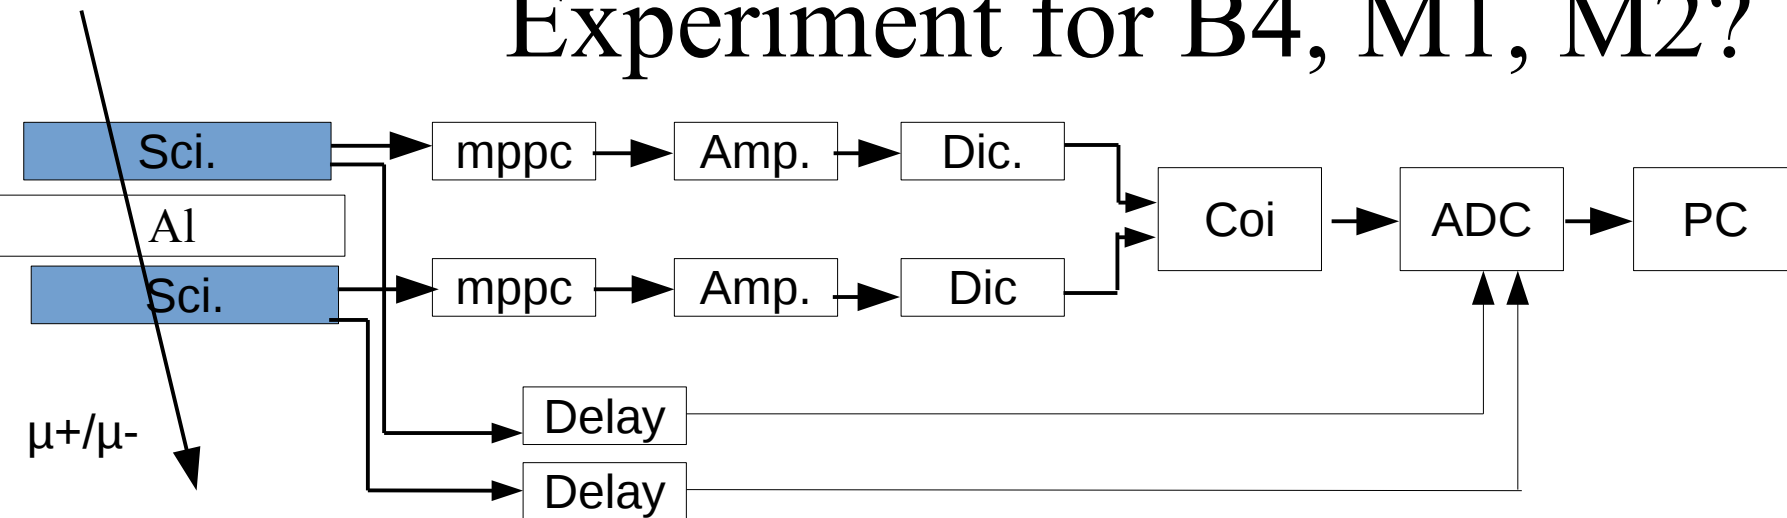 Experiment for B4, M1, M2?
Sci.
mppc
Amp.
Dic.
Al
Coi
ADC
PC
Sci.
mppc
Amp.
Dic
Delay
μ+/μ-
Delay